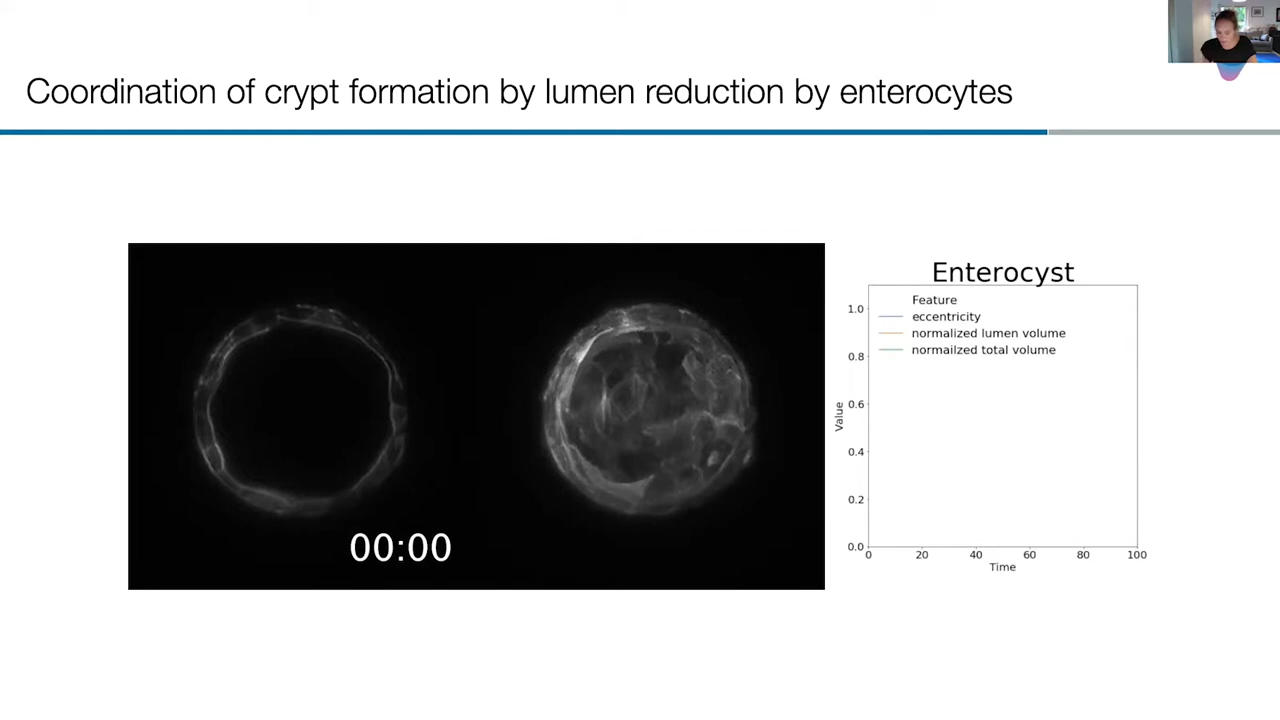 Coordination of crypt formation by lumen reduction by enterocytes
Enterocyst
Feature
eccentricity
normalized lumen volume
normailzed total volume
1.0
0.8
0.6
0.4
0.2
0.0
Value
0
20
40
60
80
100
Time
00:00